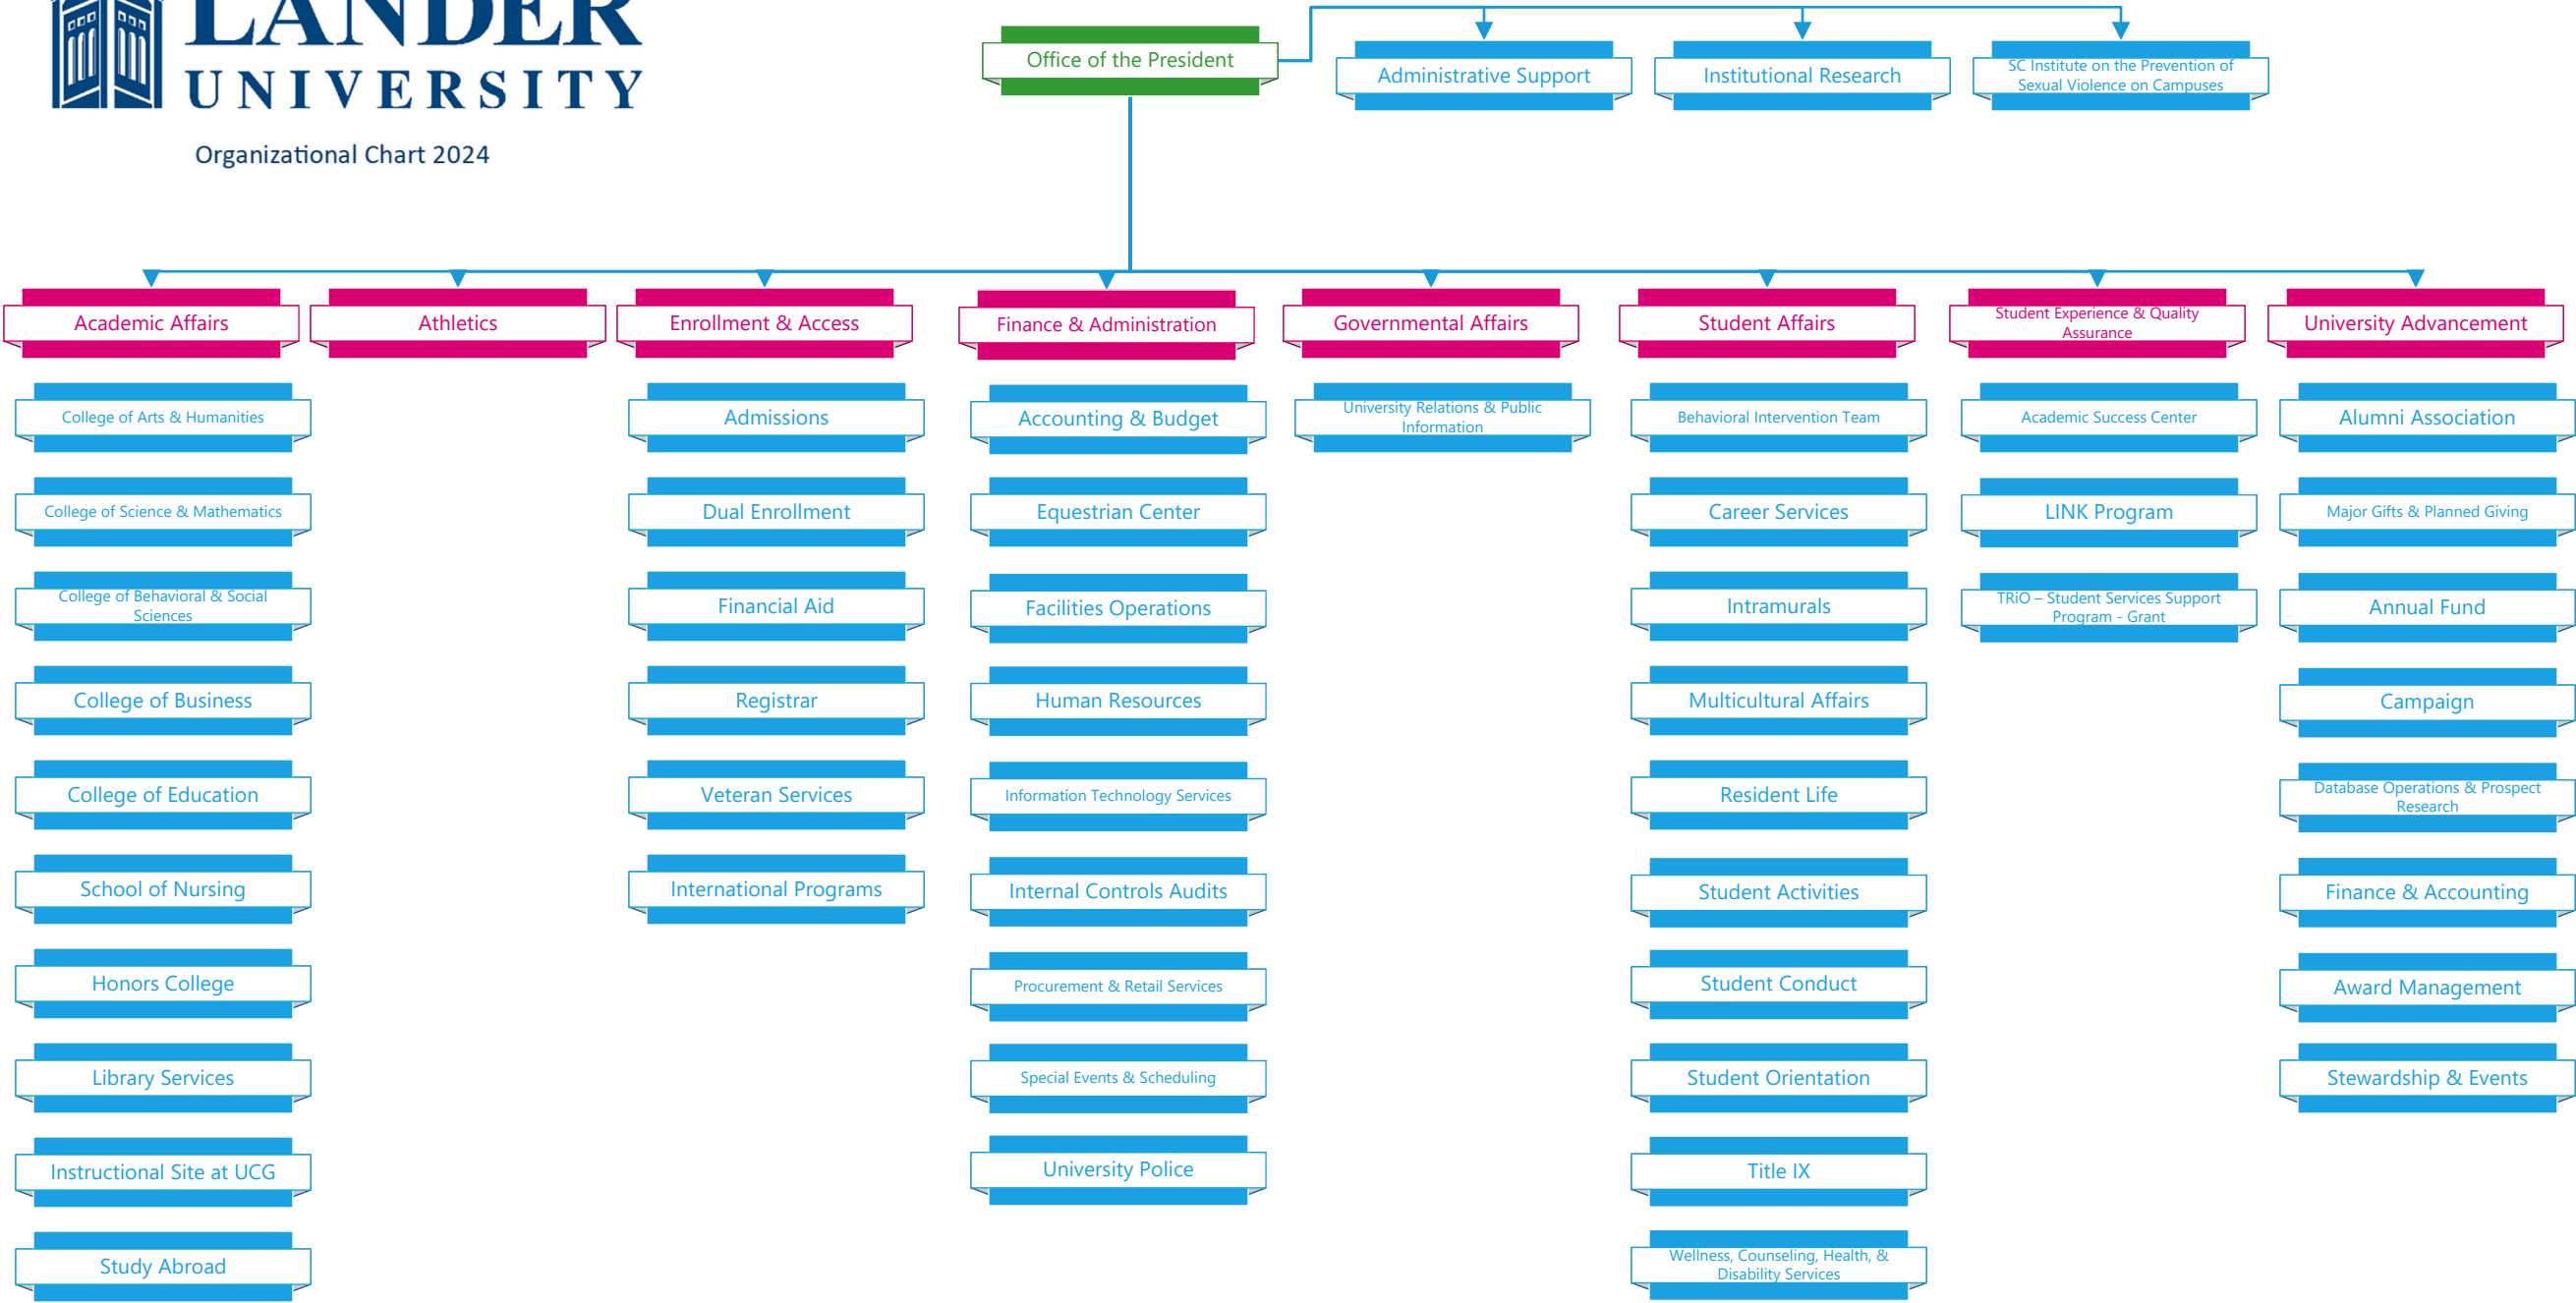 LANDER
UNIVERSITY
Organizational Chart 2024
Office of the President
Administrative Support
Institutional Research
SC Institute on the Prevention of
Sexual Violence on Campuses
Academic Affairs
Athletics
Enrollment & Access
Finance & Administration
Governmental Affairs
Student Affairs
Student Experience & Quality
Assurance
University Advancement
College of Arts & Humanities
College of Science & Mathematics
College of Behavioral & Social
Sciences
College of Business
College of Education
School of Nursing
Honors College
Library Services
Instructional Site at UCG
Study Abroad
Admissions
Dual Enrollment
Financial Aid
Registrar
Veteran Services
International Programs
Accounting & Budget
Equestrian Center
Facilities Operations
Human Resources
Information Technology Services
Internal Controls Audits
Procurement & Retail Services
Special Events & Scheduling
University Police
University Relations & Public
Information
Behavioral Intervention Team
Career Services
Intramurals
Multicultural Affairs
Resident Life
Student Activities
Student Conduct
Student Orientation
Title IX
Wellness, Counseling, Health, &
Disability Services
Academic Success Center
LINK Program
TRiO – Student Services Support
Program - Grant
Alumni Association
Major Gifts & Planned Giving
Annual Fund
Campaign
Database Operations & Prospect
Research
Finance & Accounting
Award Management
Stewardship & Events